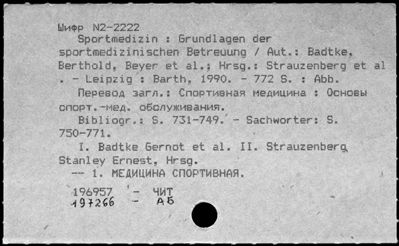 Шифр N2-2222
Sportmedizin : Grundlagen der
sportmedizinischen Betreuung / Aut.: Badtke,
Berthold, Beyer et al.; Hrsg.: Strauzenberg et al
. - Leipzig : Barth, 1990. - 772 S. : Abb.
Перевод загл.: Спортивная медицина : Основы
спорт.-мед. обслуживания.
Bibliogr.: S. 731-749. - Sachworter: S.
750-771.
I. Badtke Gernot et al. II. Strauzenberg
Stanley Ernest, Hrsg.
-- 1. МЕДИЦИНА СПОРТИВНАЯ.
196957 - ЧИТ
197266 - АБ